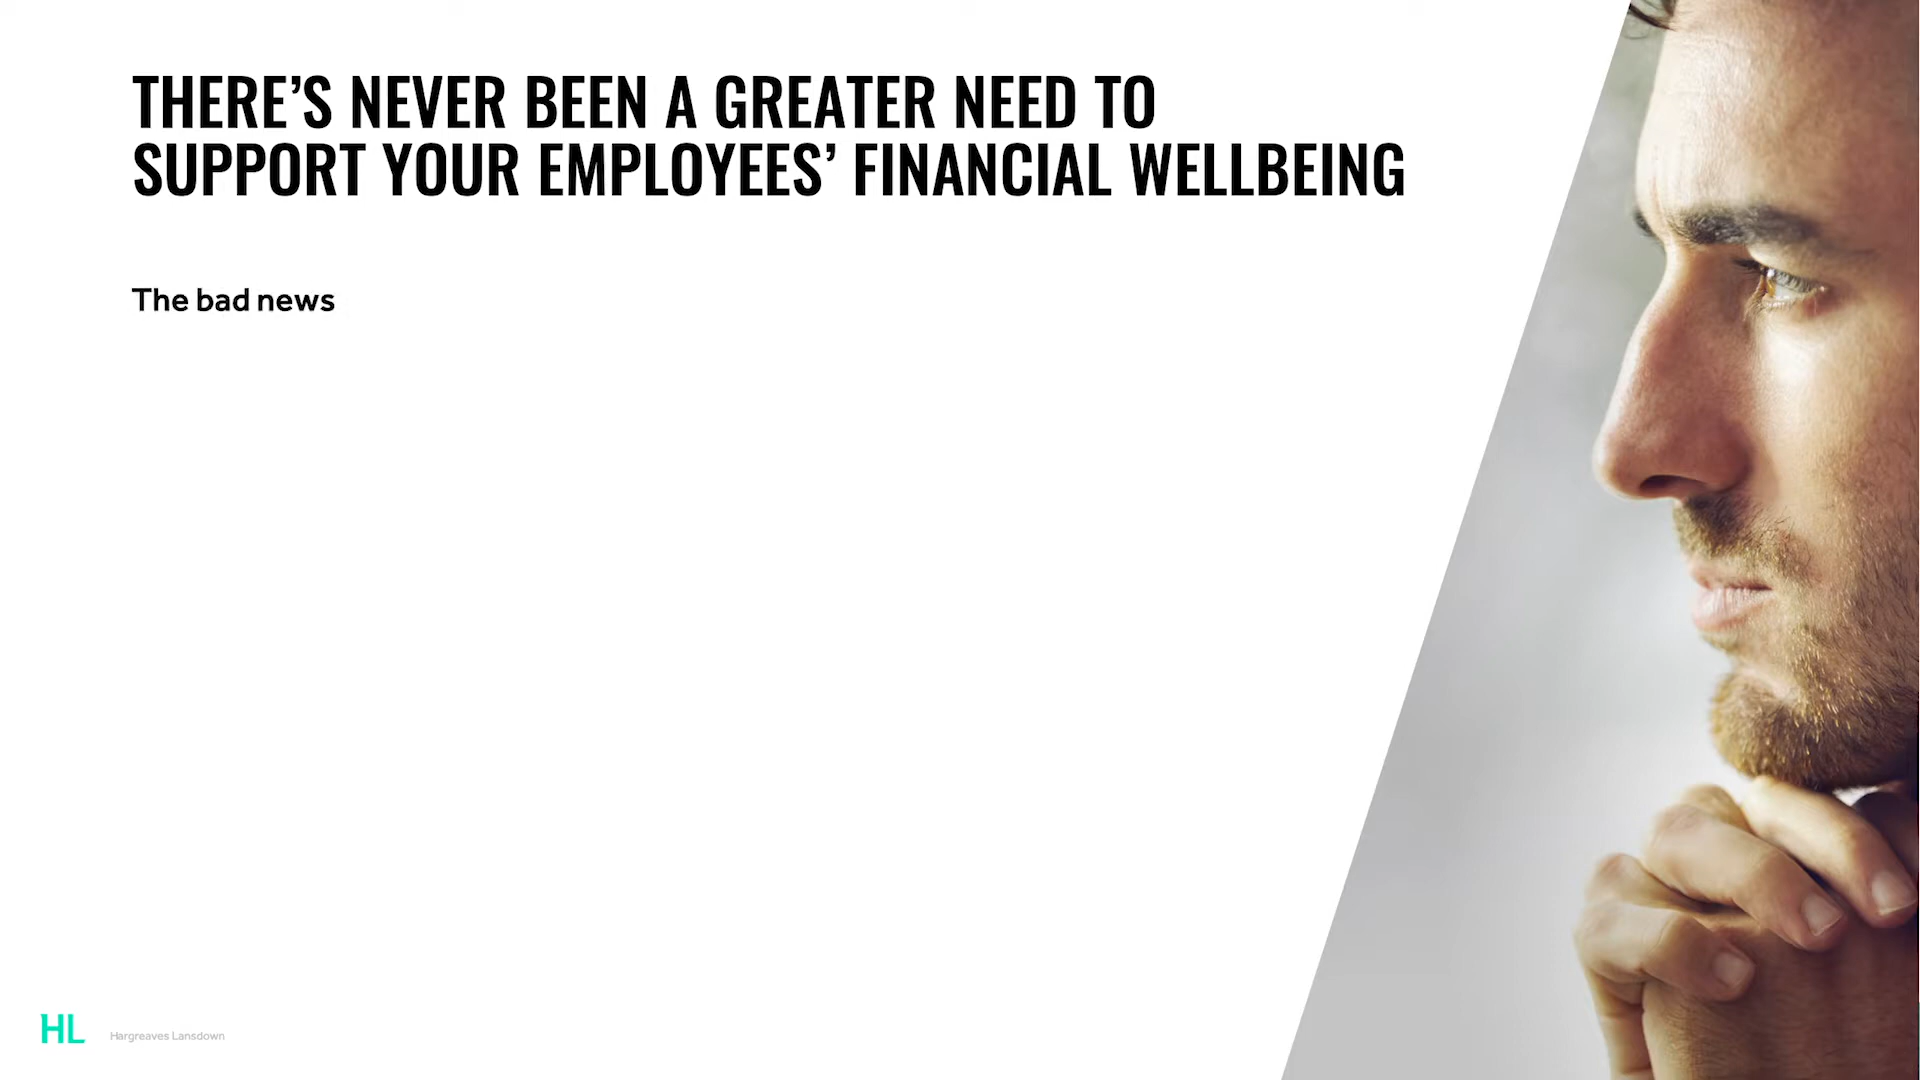 THERE’S NEVER BEEN A GREATER NEED TO
SUPPORT YOUR EMPLOYEES’ FINANCIAL WELLBEING
The bad news
HL Hargreaves Lansdown